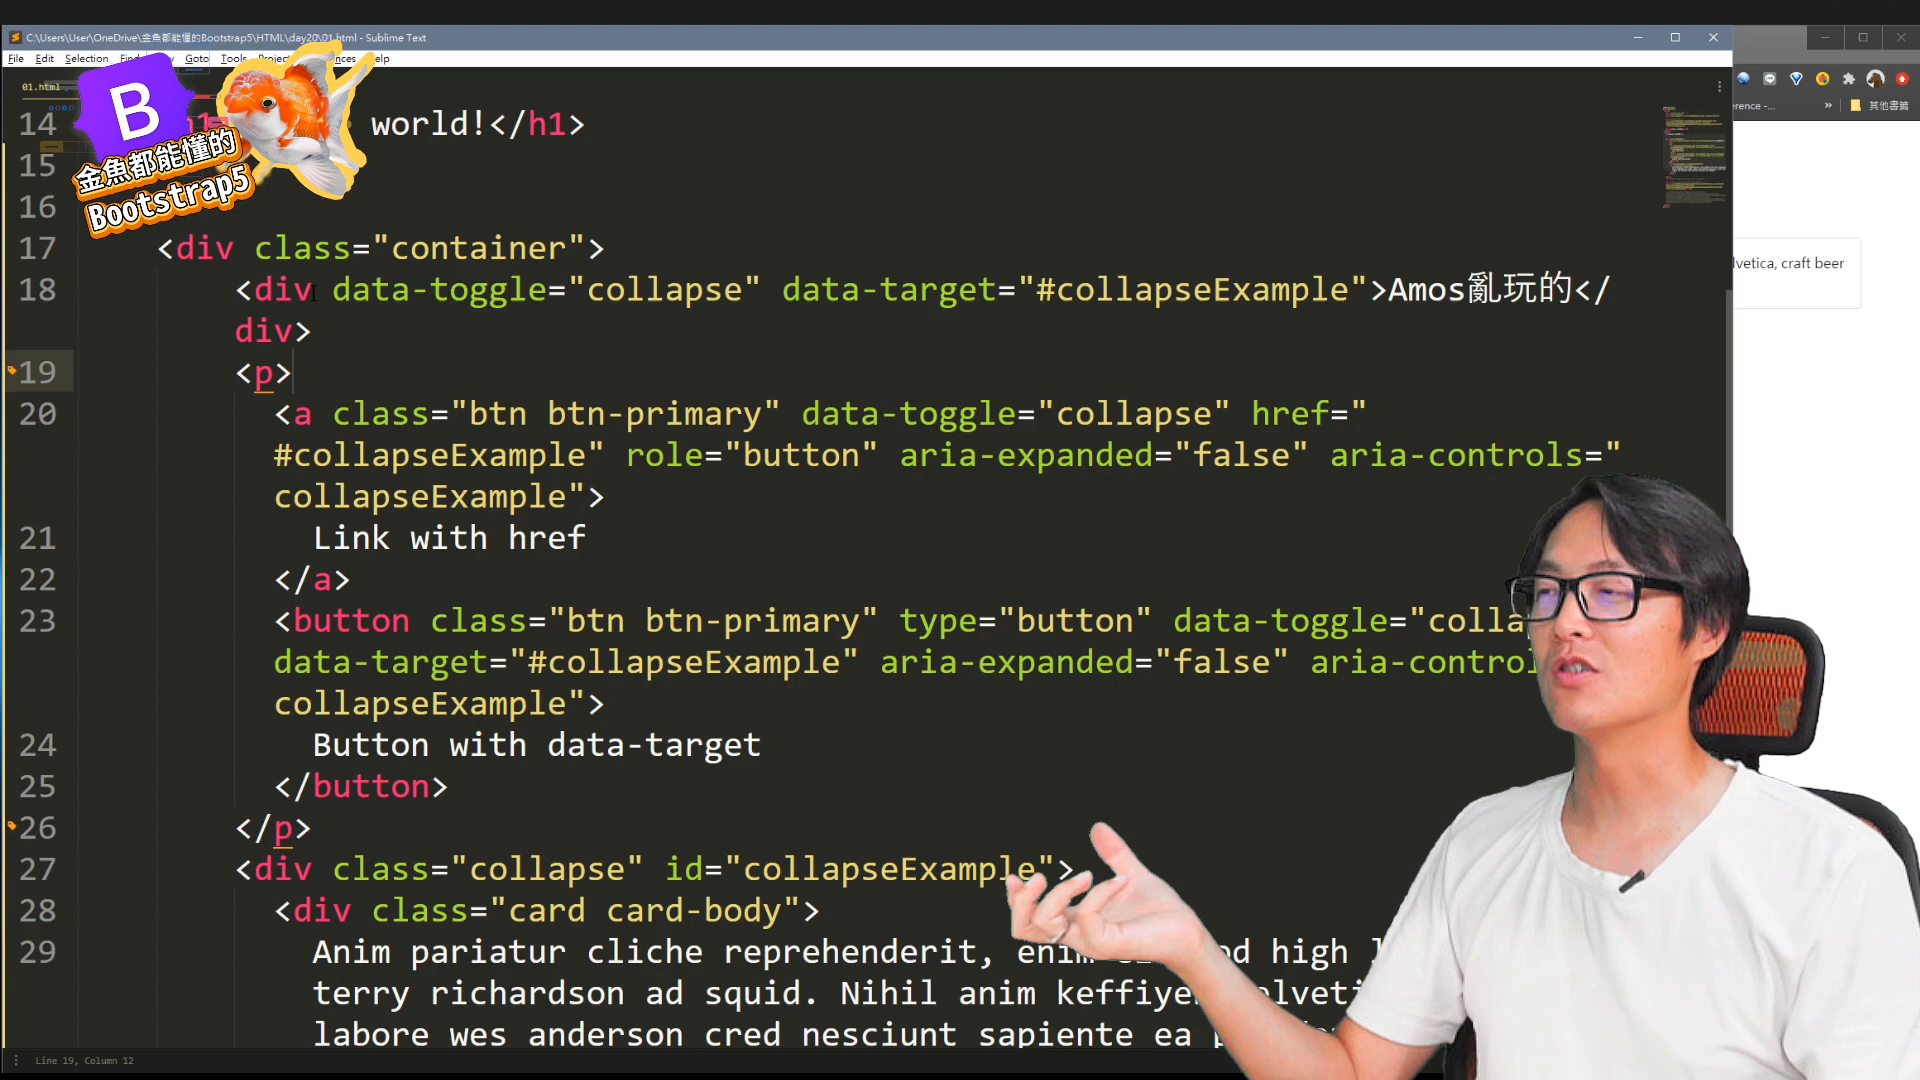 C:\Users\User\OneDrive\金魚都能懂的Bootstrap5\HTML\day20\01.html - Sublime Text
File Edit Selection Goto Tools
01.html
B
金魚都能懂的
Bootstrap5
14 world!</h1>
15
16
17 <div class="container">
18 <div data-toggle="collapse" data-target="#collapseExample">Amos亂玩的</
div>
19 <p>
20 <a class="btn btn-primary" data-toggle="collapse" href="
#collapseExample" role="button" aria-expanded="false" aria-controls="
collapseExample">
21 Link with href
22 </a>
23 <button class="btn btn-primary" type="button" data-toggle="colla
data-target="#collapseExample" aria-expanded="false" aria-control
collapseExample">
24 Button with data-target
25 </button>
26 </p>
27 <div class="collapse" id="collapseExample">
28 <div class="card card-body">
29 Anim pariatur cliche reprehenderit, high
terry richardson ad squid. Nihil anim
labore wes anderson cred nesciunt sapiente ea
Line 19, Column 12
erence -...
» 其他書籤
lvetica, craft beer